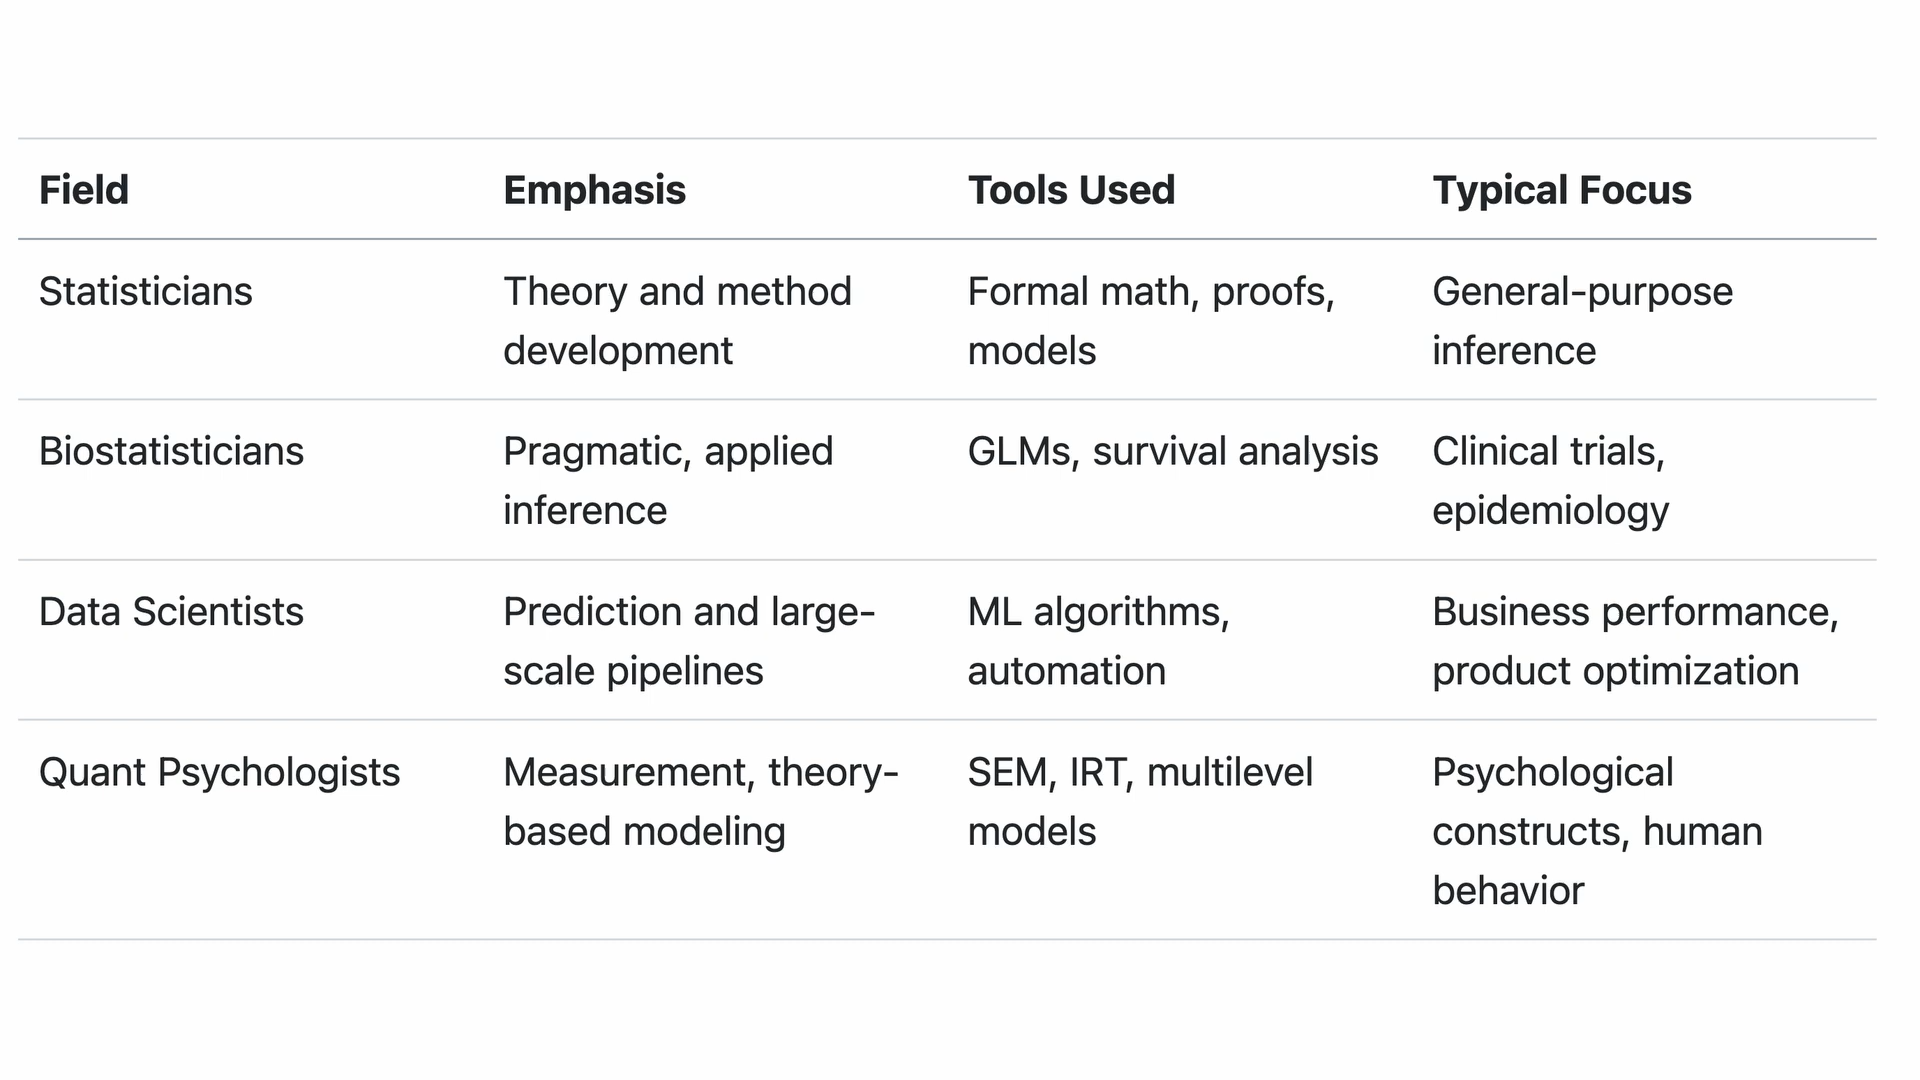 Field Emphasis Tools Used Typical Focus
Statisticians Theory and method Formal math, proofs, General-purpose
development models inference
Biostatisticians Pragmatic, applied GLMs, survival analysis Clinical trials,
inference epidemiology
Data Scientists Prediction and large- ML algorithms, Business performance,
scale pipelines automation product optimization
Quant Psychologists Measurement, theory- SEM, IRT, multilevel Psychological
based modeling models constructs, human
behavior